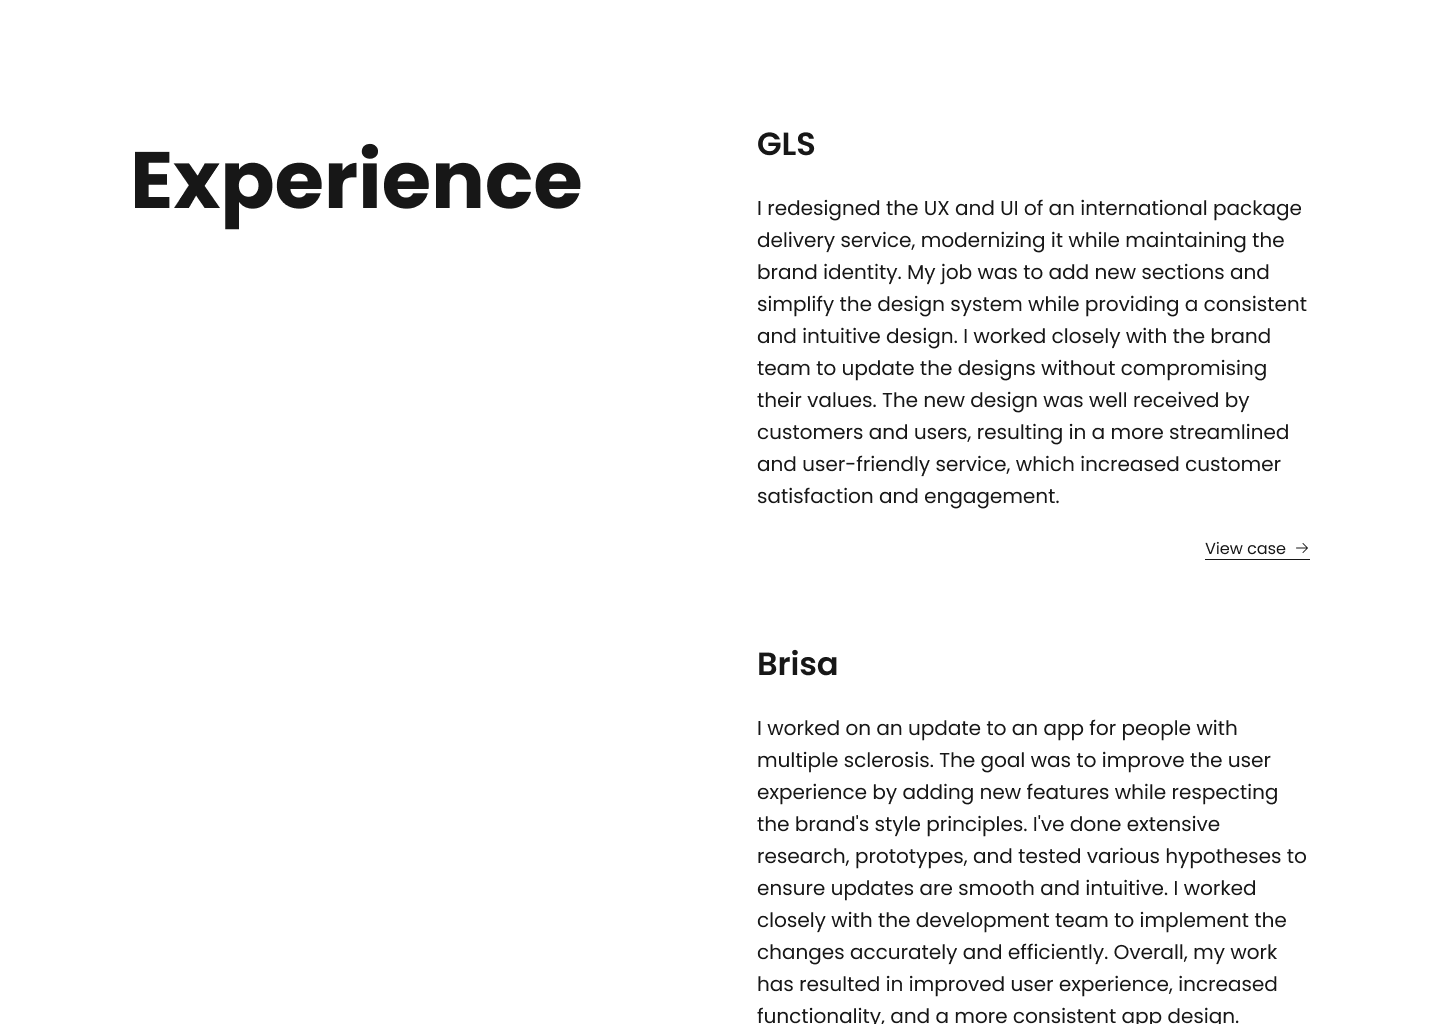 Experience
GLS
I redesigned the UX and UI of an international package
delivery service, modernizing it while maintaining the
brand identity. My job was to add new sections and
simplify the design system while providing a consistent
and intuitive design. I worked closely with the brand
team to update the designs without compromising
their values. The new design was well received by
customers and users, resulting in a more streamlined
and user-friendly service, which increased customer
satisfaction and engagement.
View case →
Brisa
I worked on an update to an app for people with
multiple sclerosis. The goal was to improve the user
experience by adding new features while respecting
the brand's style principles. I've done extensive
research, prototypes, and tested various hypotheses to
ensure updates are smooth and intuitive. I worked
closely with the development team to implement the
changes accurately and efficiently. Overall, my work
has resulted in improved user experience, increased
functionality, and a more consistent app design.